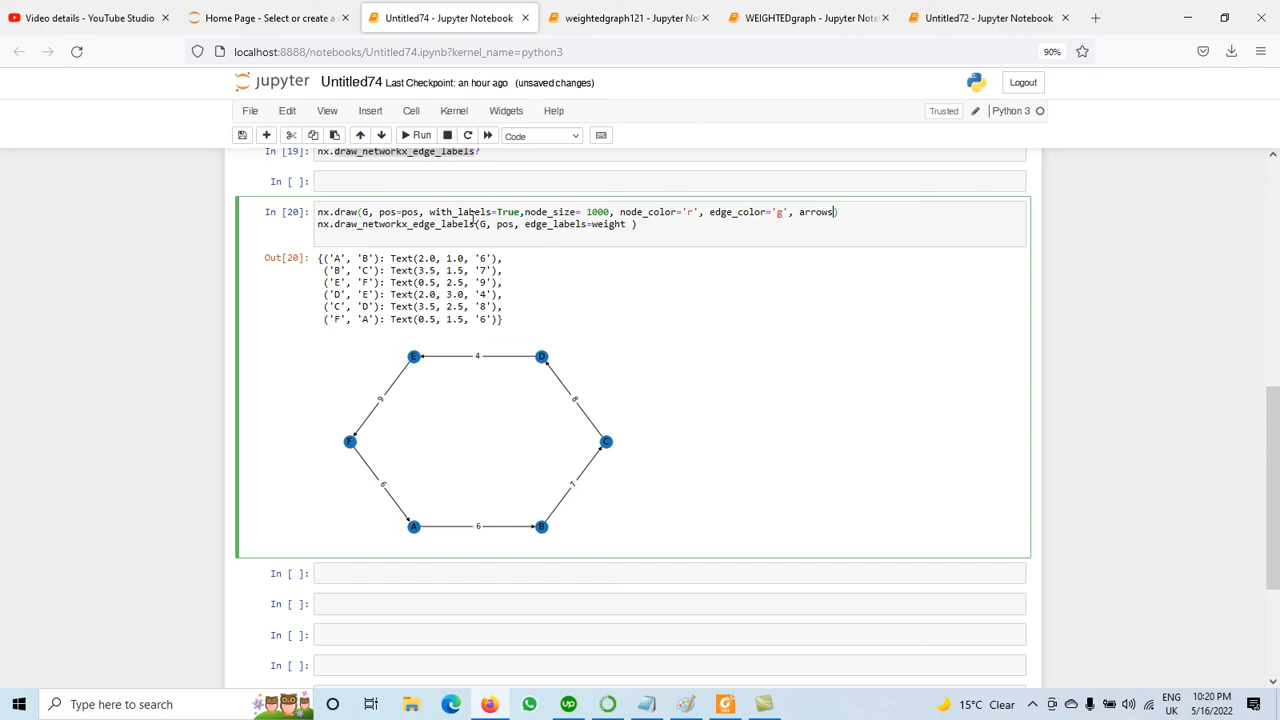 Video details - YouTube Studio
Home Page - Select or create a
Untitled74 - Jupyter Notebook
weightedgraph121 - Jupyter No
WEIGHTEDgraph - Jupyter Note
Untitled72 - Jupyter Notebook
localhost:8888/notebooks/Untitled74.ipynb?kernel_name=python3
90%
jupyter Untitled74 Last Checkpoint: an hour ago (unsaved changes)
Logout
File Edit View Insert Cell Kernel Widgets Help
Trusted Python 3
Run Code
In [19]: nx.draw_networkx_edge_labels?
In [ ]:
In [20]: nx.draw(G, pos=pos, with_labels=True,node_size= 1000, node_color='r', edge_color='g', arrows)
nx.draw_networkx_edge_labels(G, pos, edge_labels=weight )
Out[20]: {('A', 'B'): Text(2.0, 1.0, '6'),
('B', 'C'): Text(3.5, 1.5, '7'),
('E', 'F'): Text(0.5, 2.5, '9'),
('D', 'E'): Text(2.0, 3.0, '4'),
('C', 'D'): Text(3.5, 2.5, '8'),
('F', 'A'): Text(0.5, 1.5, '6')}
E 4 D
9 8
F C
6 7
A 6 B
In [ ]:
In [ ]:
In [ ]:
In [ ]:
Type here to search
15°C Clear
ENG
UK
10:20 PM
5/16/2022